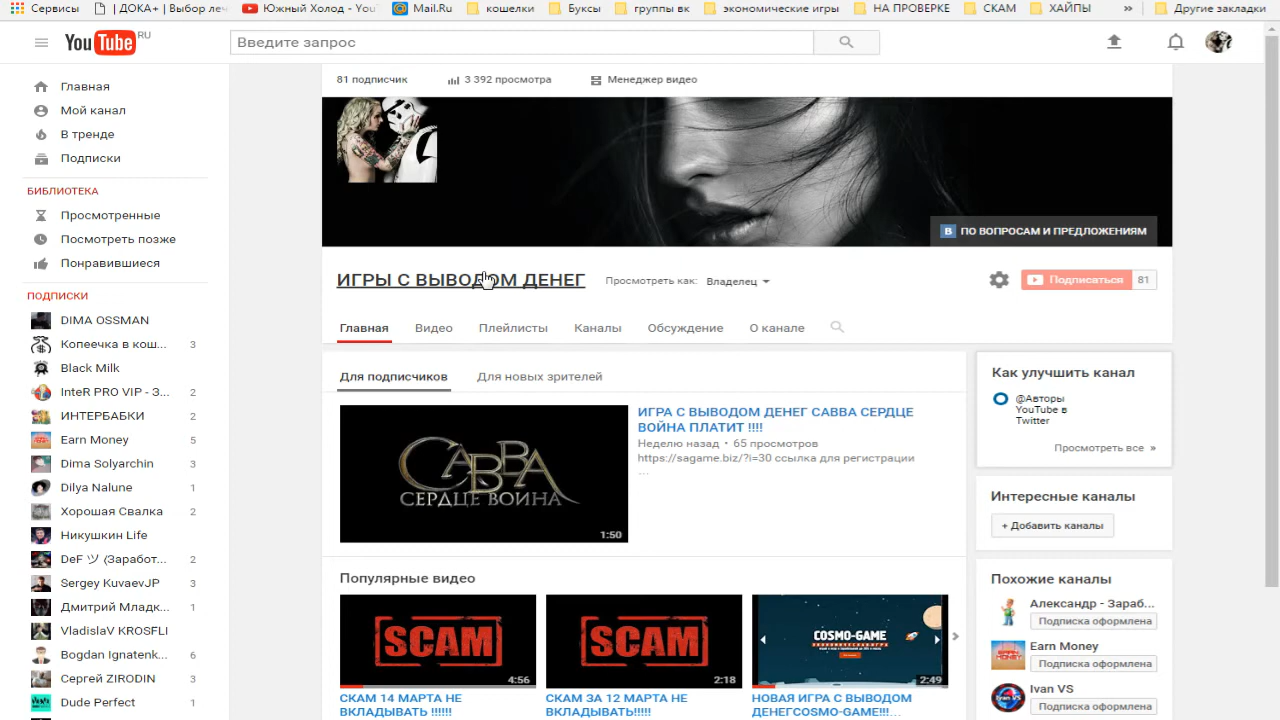 Сервисы
| ДОКА+ | Выбор леч
Южный Холод - YouT
Mail.Ru
кошелки
Буксы
группы вк
экономические игры
НА ПРОВЕРКЕ
СКАМ
ХАЙПЫ
»
Другие закладки
YouTube RU
Введите запрос
Главная
Мой канал
В тренде
Подписки
БИБЛИОТЕКА
Просмотренные
Посмотреть позже
Понравившиеся
ПОДПИСКИ
DIMA OSSMAN
Копеечка в кош... 3
Black Milk
InteR PRO VIP - З... 2
ИНТЕРБАБКИ 2
Earn Money 5
Dima Solyarchin 3
Dilya Nalune 1
Хорошая Свалка 2
Никушкин Life
DeF ツ (Заработ... 2
Sergey KuvaevJP 3
Дмитрий Младк... 1
VladislaV KROSFLI
Bogdan Ignatenk... 6
Сергей ZIRODIN 3
Dude Perfect 1
81 подписчик
3 392 просмотра
Менеджер видео
В ПО ВОПРОСАМ И ПРЕДЛОЖЕНИЯМ
ИГРЫ С ВЫВОДОМ ДЕНЕГ
Просмотреть как: Владелец
Подписаться 81
Главная
Видео
Плейлисты
Каналы
Обсуждение
О канале
Для подписчиков
Для новых зрителей
САВВА
СЕРДЦЕ ВОИНА
1:50
ИГРА С ВЫВОДОМ ДЕНЕГ САВВА СЕРДЦЕ
ВОЙНА ПЛАТИТ !!!!
Неделю назад • 65 просмотров
https://sagame.biz/?i=30 ссылка для регистрации
...
Популярные видео
SCAM
4:56
СКАМ 14 МАРТА НЕ
ВКЛАДЫВАТЬ !!!!!!
SCAM
2:18
СКАМ ЗА 12 МАРТА НЕ
ВКЛАДЫВАТЬ!!!!
COSMO-GAME
2:49
НОВАЯ ИГРА С ВЫВОДОМ
ДЕНЕГCOSMO-GAME!!!...
Как улучшить канал
@Авторы
YouTube в
Twitter
Просмотреть все »
Интересные каналы
+ Добавить каналы
Похожие каналы
Александр - Зараб...
Подписка оформлена
Earn Money
Подписка оформлена
Ivan VS
Подписка оформлена